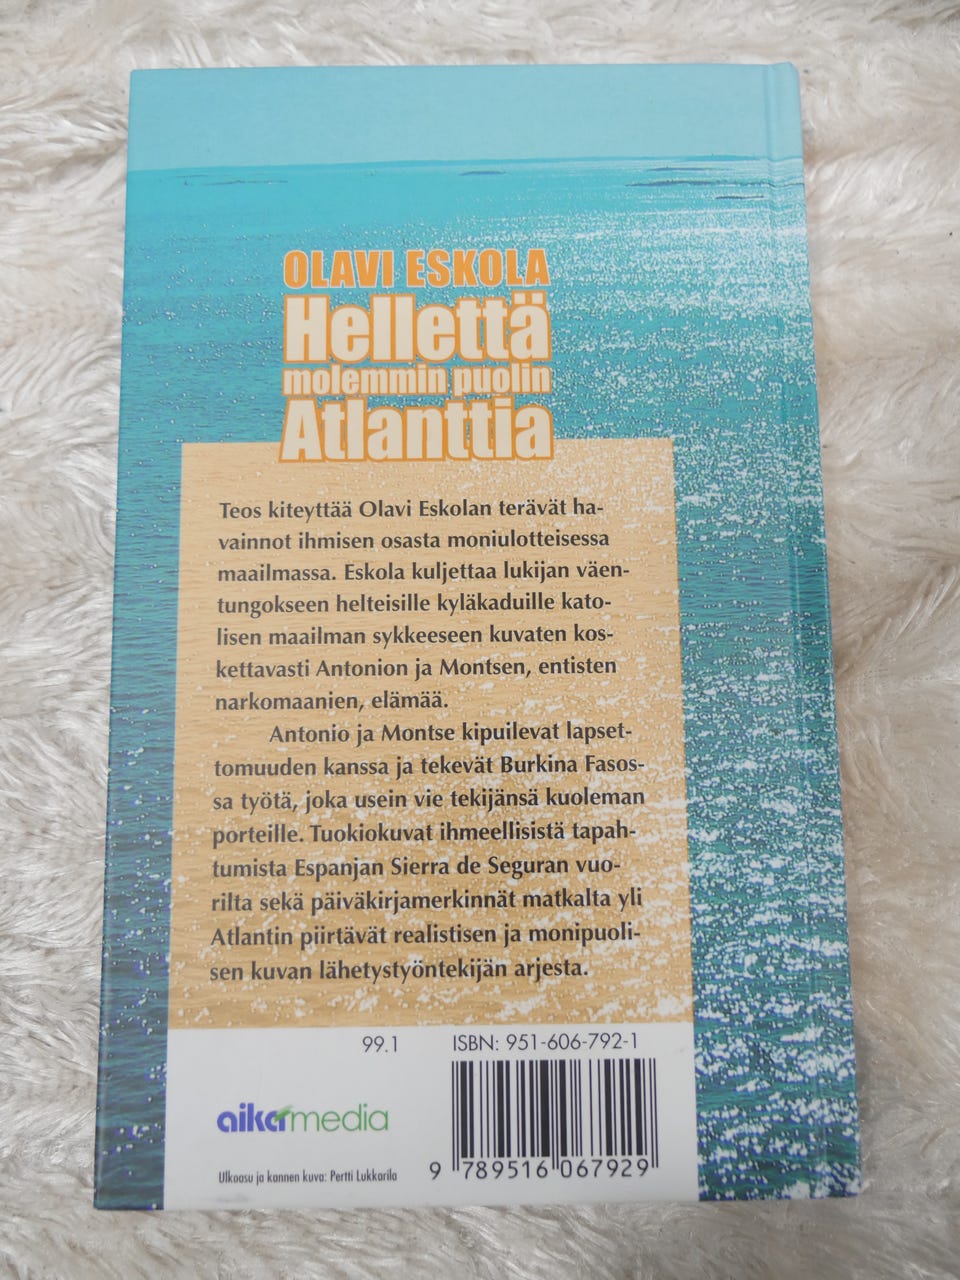 OLAVI ESKOLA
Hellettä
molemmin puolin
Atlanttia
Teos kiteyttää Olavi Eskolan terävät ha-
vainnot ihmisen osasta moniulotteisessa
maailmassa. Eskola kuljettaa lukijan väen-
tungokseen helteisille kyläkaduille kato-
lisen maailman sykkeeseen kuvaten kos-
kettavasti Antonion ja Montsen, entisten
narkomaanien, elämää.
Antonio ja Montse kipuilevat lapset-
tomuuden kanssa ja tekevät Burkina Fasos-
sa työtä, joka usein vie tekijänsä kuoleman
porteille. Tuokiokuvat ihmeellisistä tapah-
tumista Espanjan Sierra de Seguran vuo-
rilta sekä päiväkirjamerkinnät matkalta yli
Atlantin piirtävät realistisen ja monipuoli-
sen kuvan lähetystyöntekijän arjesta.
99.1 ISBN: 951-606-792-1
aikamedia
9 789516 067929
Ulkoasu ja kannen kuva: Pertti Lukkarila